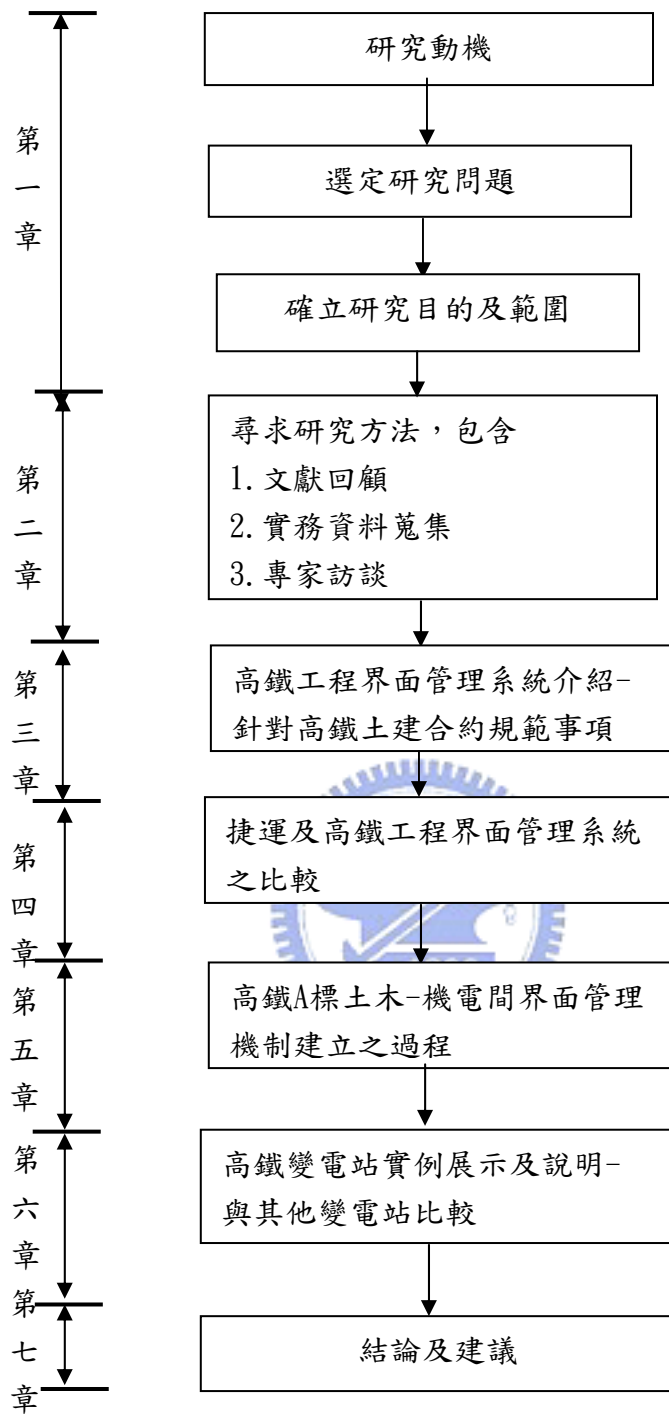 第一章
研究動機
選定研究問題
確立研究目的及範圍
第二章
尋求研究方法，包含
1.文獻回顧
2.實務資料蒐集
3.專家訪談
第三章
高鐵工程界面管理系統介紹-
針對高鐵土建合約規範事項
第四章
捷運及高鐵工程界面管理系統
之比較
第五章
高鐵A標土木-機電間界面管理
機制建立之過程
第六章
高鐵變電站實例展示及說明-
與其他變電站比較
第七章
結論及建議